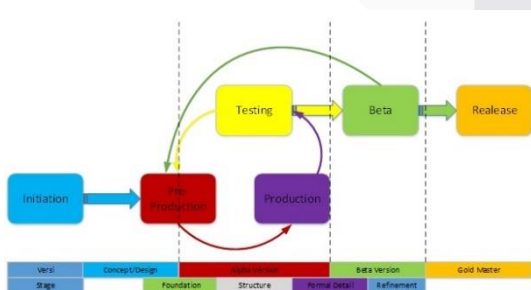 Testing
Beta
Realease
Initiation
Pre
Production
Production
Versi
Concept/Design
Alpha Version
Beta Version
Gold Master
Stage
Foundation
Structure
Formal Detail
Refinement